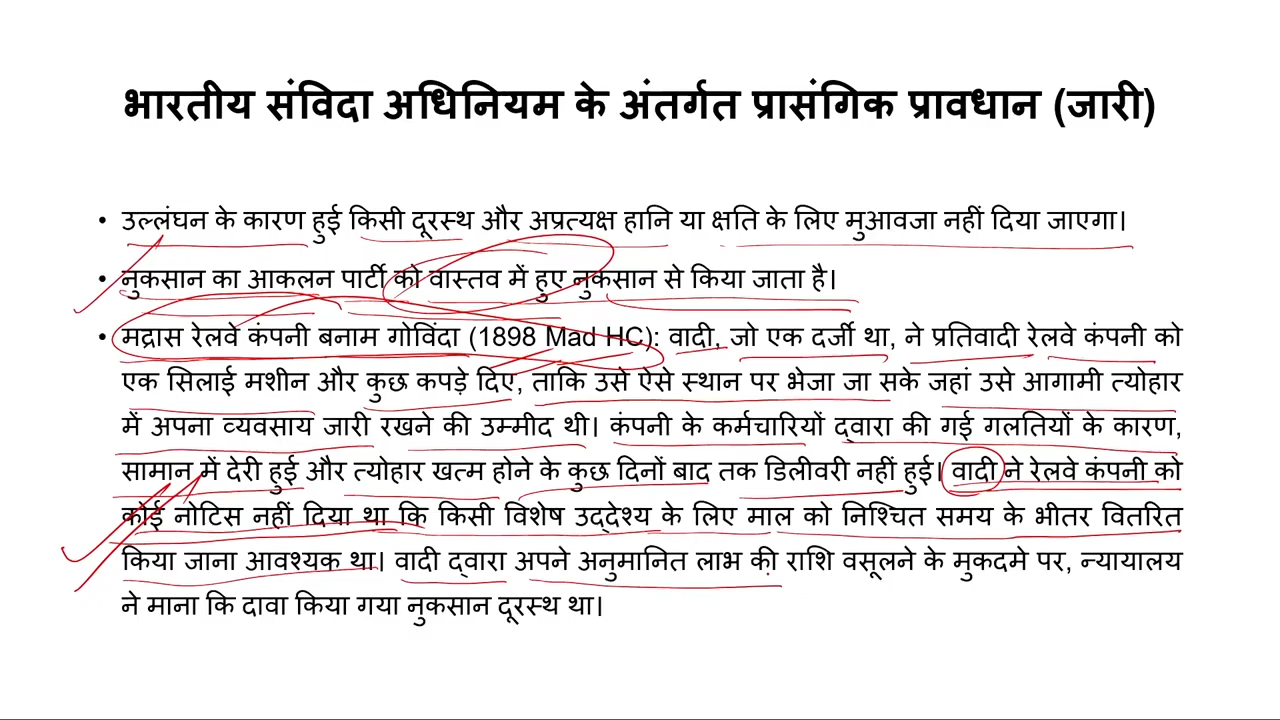 भारतीय संविदा अधिनियम के अंतर्गत प्रासंगिक प्रावधान (जारी)
• उल्लंघन के कारण हुई किसी दूरस्थ और अप्रत्यक्ष हानि या क्षति के लिए मुआवजा नहीं दिया जाएगा।
• नुकसान का आकलन पार्टी को वास्तव में हुए नुकसान से किया जाता है।
• मद्रास रेलवे कंपनी बनाम गोविंदा (1898 Mad HC): वादी, जो एक दर्जी था, ने प्रतिवादी रेलवे कंपनी को
एक सिलाई मशीन और कुछ कपड़े दिए, ताकि उसे ऐसे स्थान पर भेजा जा सके जहां उसे आगामी त्योहार
में अपना व्यवसाय जारी रखने की उम्मीद थी। कंपनी के कर्मचारियों द्वारा की गई गलतियों के कारण,
सामान में देरी हुई और त्योहार खत्म होने के कुछ दिनों बाद तक डिलीवरी नहीं हुई। वादी ने रेलवे कंपनी को
कोई नोटिस नहीं दिया था कि किसी विशेष उद्देश्य के लिए माल को निश्चित समय के भीतर वितरित
किया जाना आवश्यक था। वादी द्वारा अपने अनुमानित लाभ की राशि वसूलने के मुकदमे पर, न्यायालय
ने माना कि दावा किया गया नुकसान दूरस्थ था।